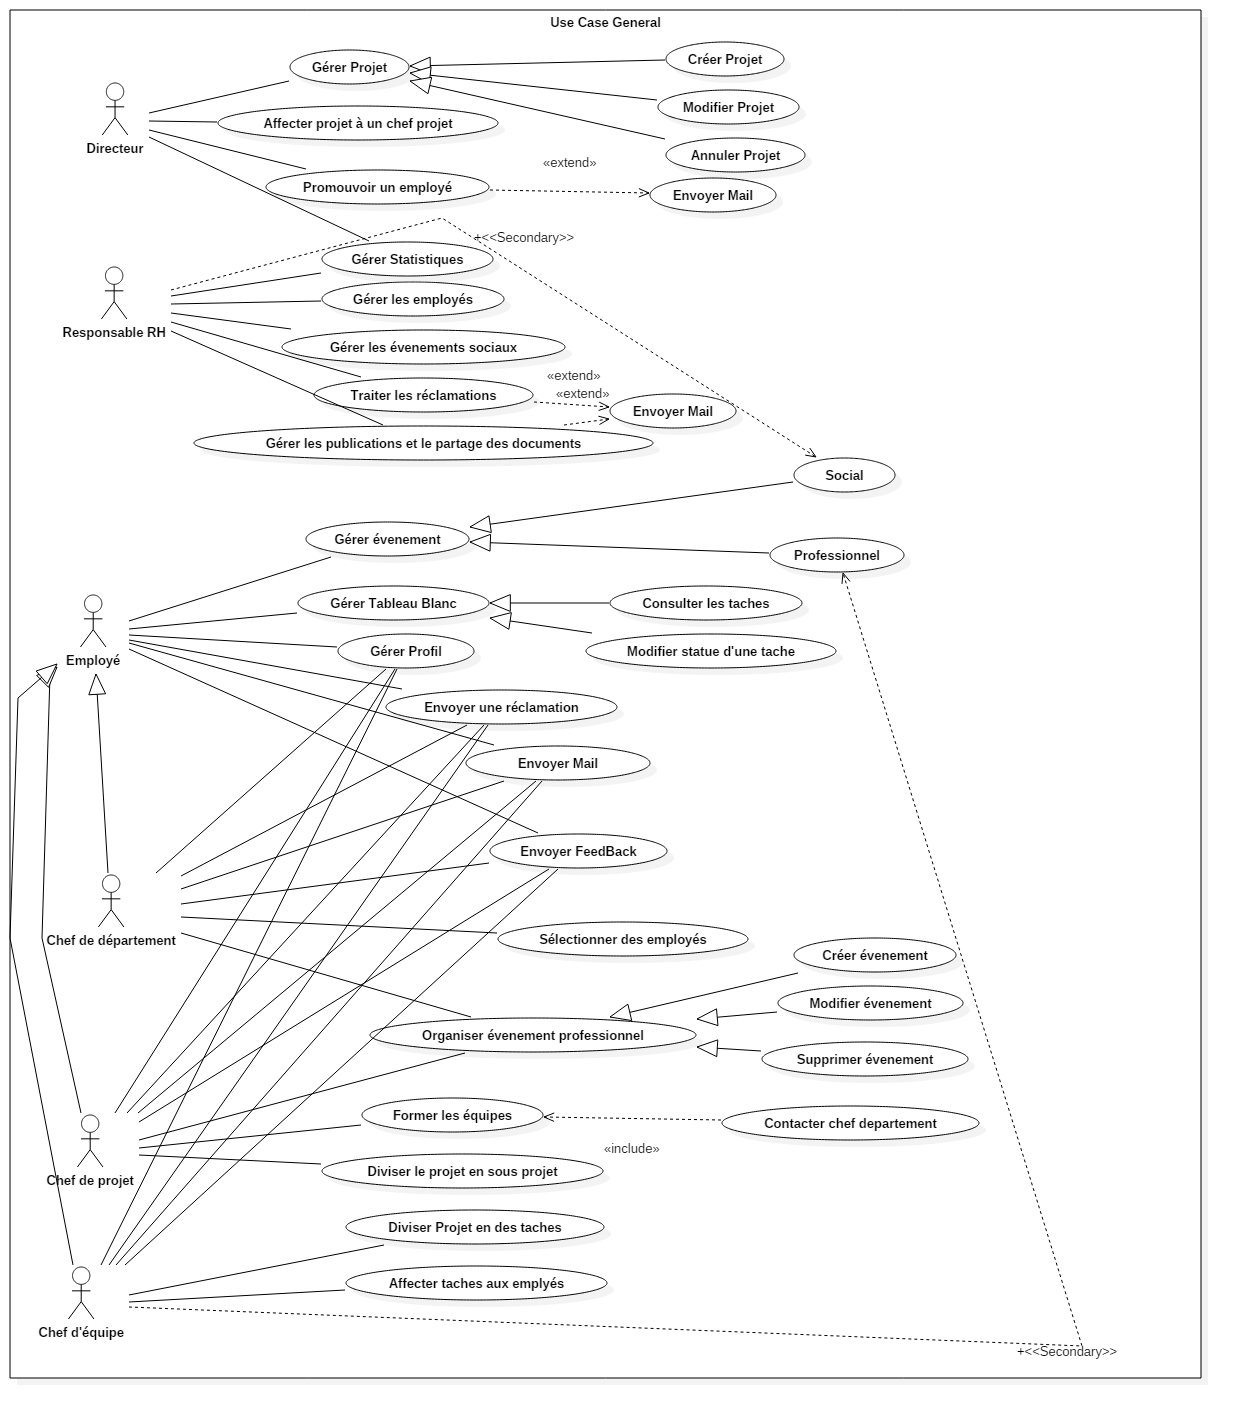 Use Case General
Gérer Projet
Créer Projet
Modifier Projet
Directeur
Affecter projet à un chef projet
Annuler Projet
«extend»
Promouvoir un employé
Envoyer Mail
+<<Secondary>>
Gérer Statistiques
Gérer les employés
Responsable RH
Gérer les évenements sociaux
«extend»
Traiter les réclamations
«extend»
Envoyer Mail
Gérer les publications et le partage des documents
Social
Gérer évenement
Professionnel
Gérer Tableau Blanc
Consulter les taches
Employé
Gérer Profil
Modifier statue d'une tache
Envoyer une réclamation
Envoyer Mail
Envoyer FeedBack
Chef de département
Sélectionner des employés
Créer évenement
Modifier évenement
Organiser évenement professionnel
Supprimer évenement
Former les équipes
Contacter chef departement
«include»
Chef de projet
Diviser le projet en sous projet
Diviser Projet en des taches
Affecter taches aux emplyés
Chef d'équipe
+<<Secondary>>